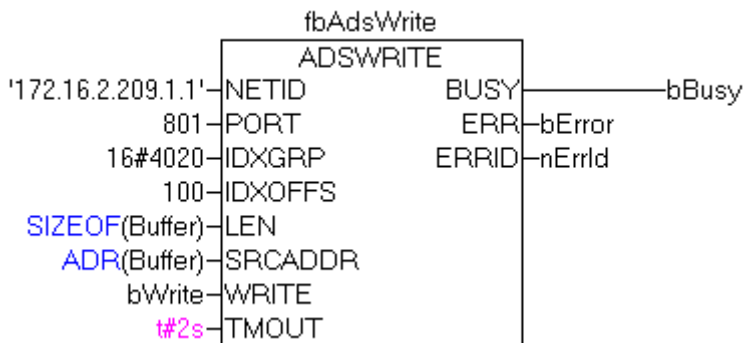 fbAdsWrite
ADSWRITE
'172.16.2.209.1.1' NETID BUSY bBusy
801 PORT ERR bError
16#4020 IDXGRP ERRID nErrId
100 IDXOFFS
SIZEOF(Buffer) LEN
ADR(Buffer) SRCADDR
bWrite WRITE
t#2s TMOUT